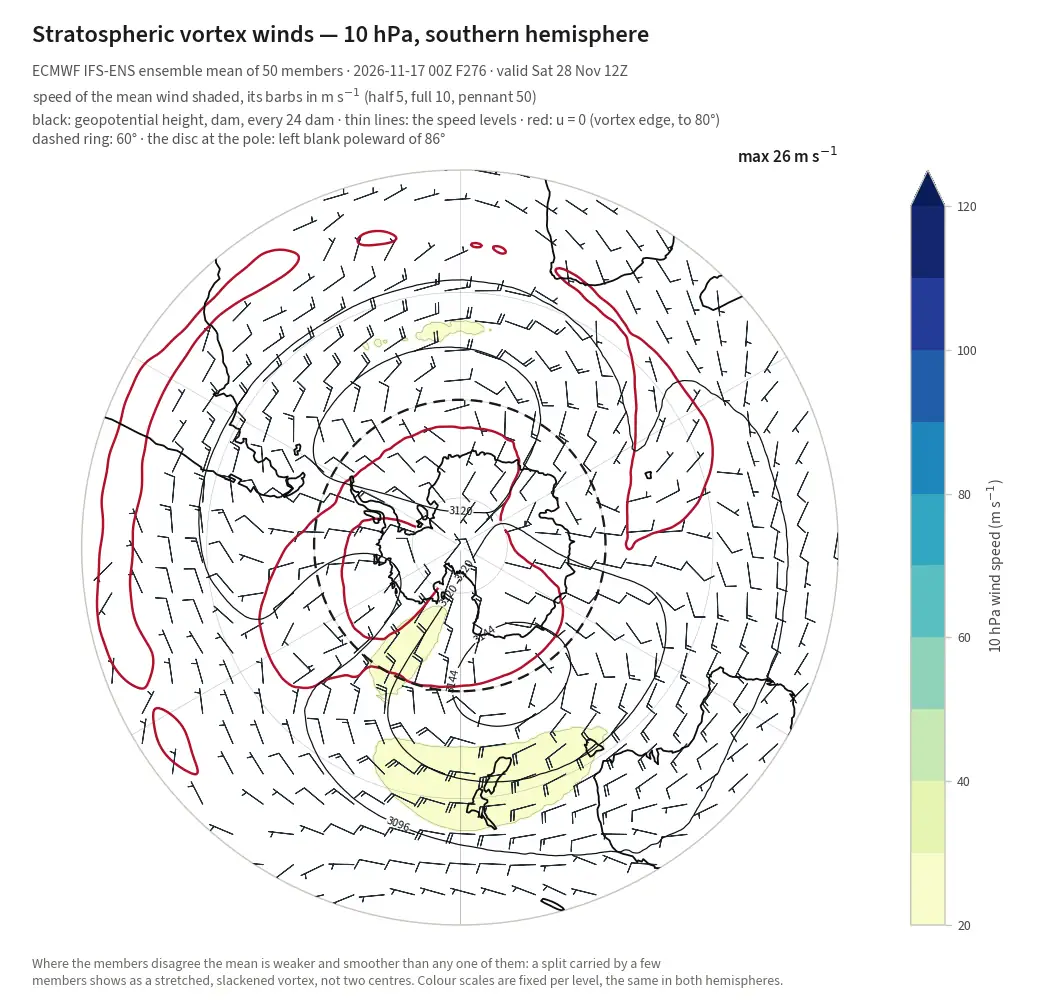 Stratospheric vortex winds — 10 hPa, southern hemisphere
ECMWF IFS-ENS ensemble mean of 50 members · 2026-11-17 00Z F276 · valid Sat 28 Nov 12Z
speed of the mean wind shaded, its barbs in m s⁻¹ (half 5, full 10, pennant 50)
black: geopotential height, dam, every 24 dam · thin lines: the speed levels · red: u = 0 (vortex edge, to 80°)
dashed ring: 60° · the disc at the pole: left blank poleward of 86°
max 26 m s⁻¹
120
100
80
60
40
20
10 hPa wind speed (m s⁻¹)
3120
3120
3144
3096
Where the members disagree the mean is weaker and smoother than any one of them: a split carried by a few
members shows as a stretched, slackened vortex, not two centres. Colour scales are fixed per level, the same in both hemispheres.